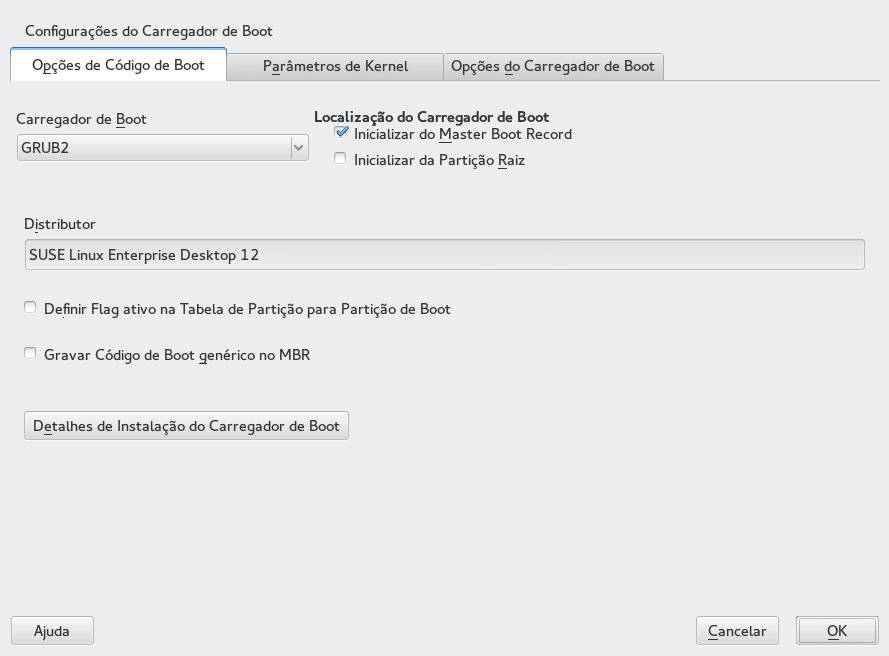 Configurações do Carregador de Boot
Opções de Código de Boot
Parâmetros de Kernel
Opções do Carregador de Boot
Carregador de Boot
GRUB2
Localização do Carregador de Boot
Inicializar do Master Boot Record
Inicializar da Partição Raiz
Distributor
SUSE Linux Enterprise Desktop 12
Definir Flag ativo na Tabela de Partição para Partição de Boot
Gravar Código de Boot genérico no MBR
Detalhes de Instalação do Carregador de Boot
Ajuda
Cancelar
OK